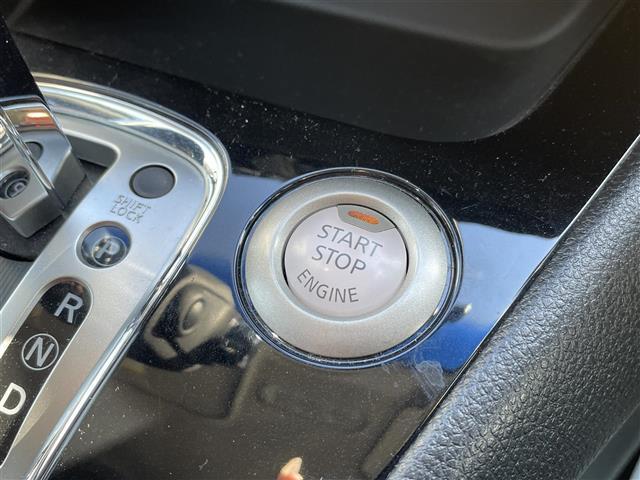 SHIFT
LOCK
P
R
N
D
START
STOP
ENGINE